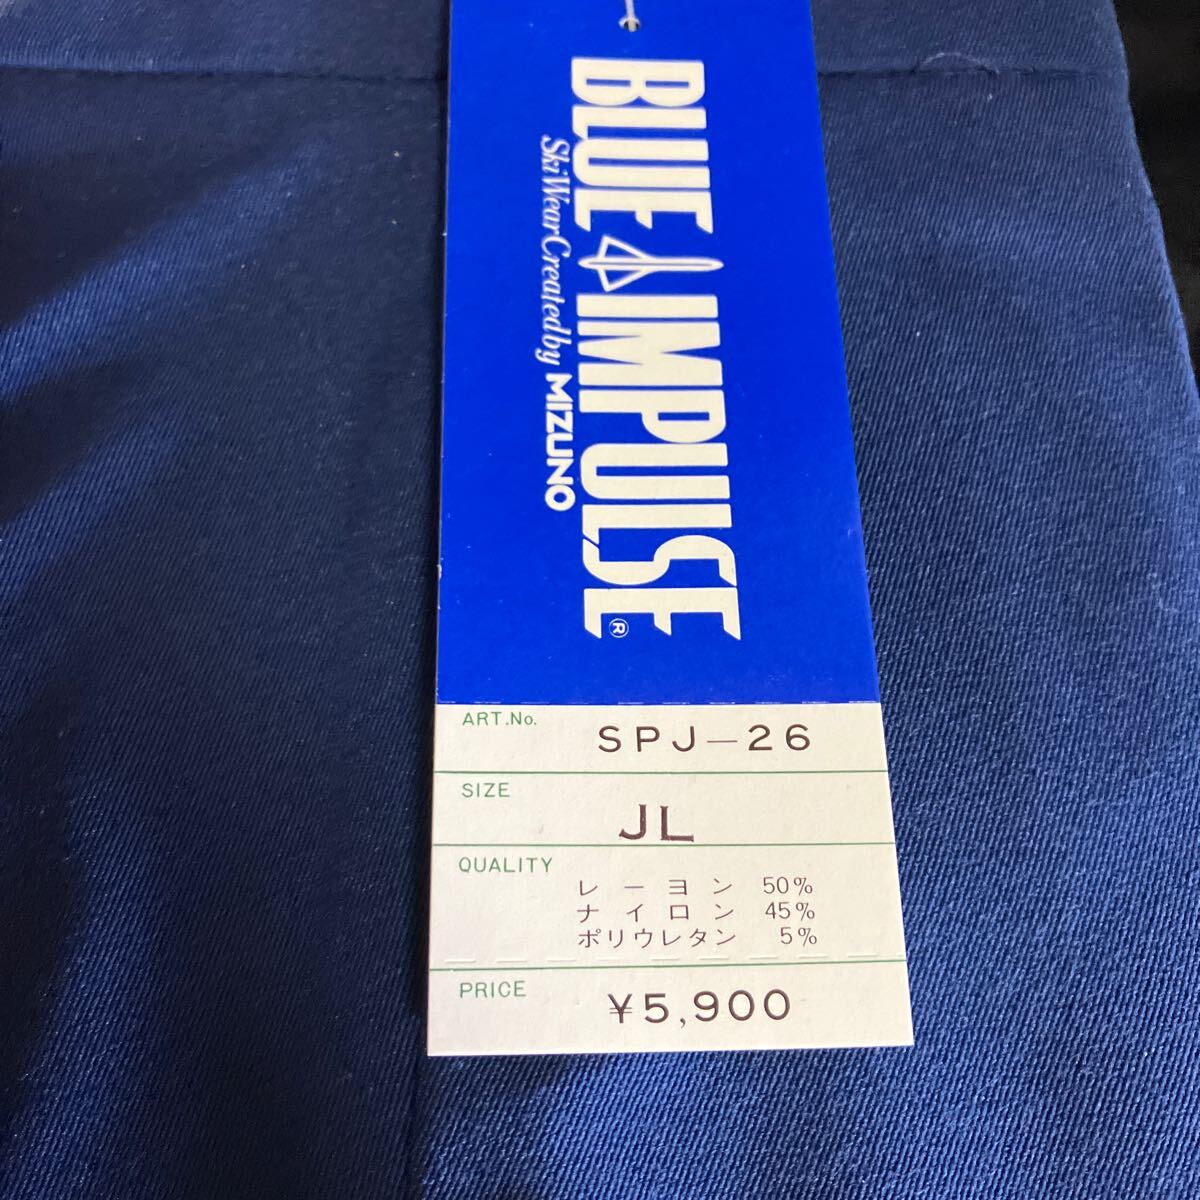 BLUE IMPULSE®
Ski Wear Created by MIZUNO
ART.No. SPJ-26
SIZE JL
QUALITY
レーヨン 50%
ナイロン 45%
ポリウレタン 5%
PRICE ¥5,900